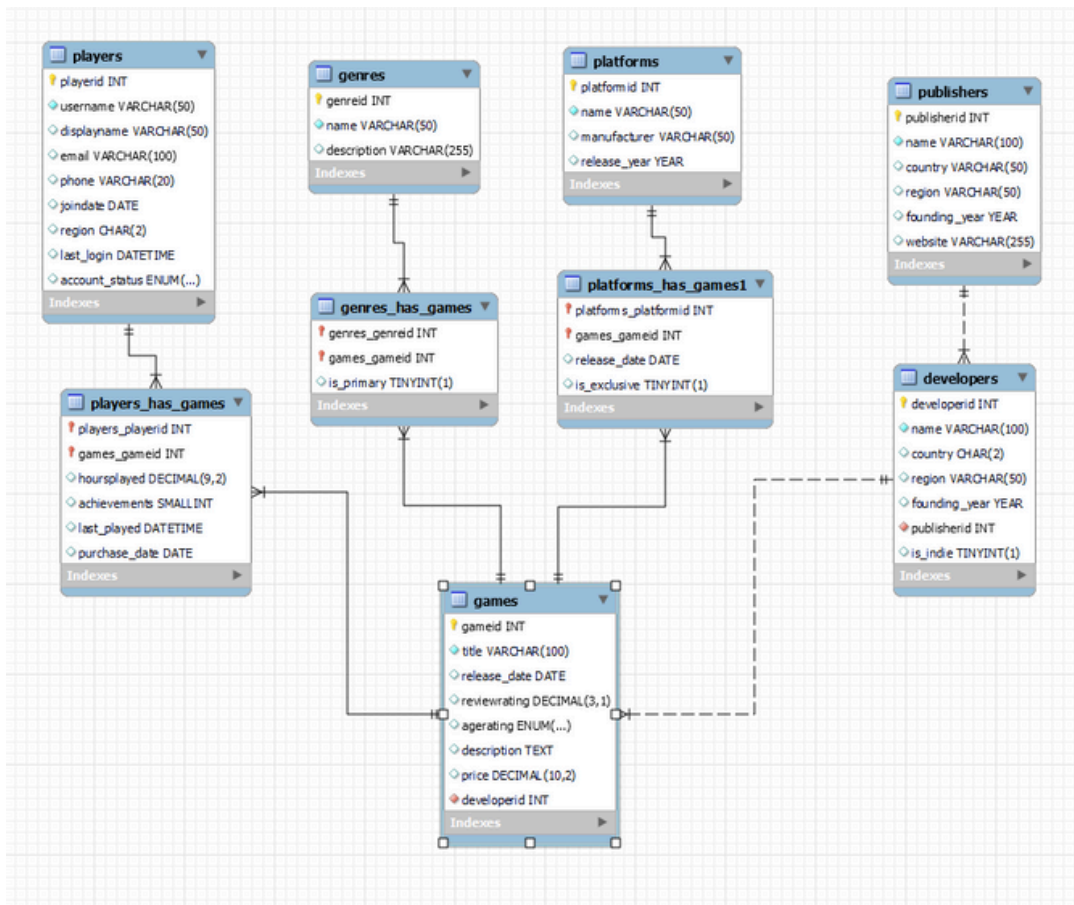 players
playerid INT
username VARCHAR(50)
displayname VARCHAR(50)
email VARCHAR(100)
phone VARCHAR(20)
joindate DATE
region CHAR(2)
last_login DATETIME
account_status ENUM(...)
Indexes
genres
genreid INT
name VARCHAR(50)
description VARCHAR(255)
Indexes
platforms
platformid INT
name VARCHAR(50)
manufacturer VARCHAR(50)
release_year YEAR
Indexes
publishers
publisherid INT
name VARCHAR(100)
country VARCHAR(50)
region VARCHAR(50)
founding_year YEAR
website VARCHAR(255)
Indexes
players_has_games
players_playerid INT
games_gameid INT
hoursplayed DECIMAL(9,2)
achievements SMALLINT
last_played DATETIME
purchase_date DATE
Indexes
genres_has_games
genres_genreid INT
games_gameid INT
is_primary TINYINT(1)
Indexes
platforms_has_games1
platforms_platformid INT
games_gameid INT
release_date DATE
is_exclusive TINYINT(1)
Indexes
developers
developerid INT
name VARCHAR(100)
country CHAR(2)
region VARCHAR(50)
founding_year YEAR
publisherid INT
is_indie TINYINT(1)
Indexes
games
gameid INT
title VARCHAR(100)
release_date DATE
reviewrating DECIMAL(3,1)
agerating ENUM(...)
description TEXT
price DECIMAL(10,2)
developerid INT
Indexes